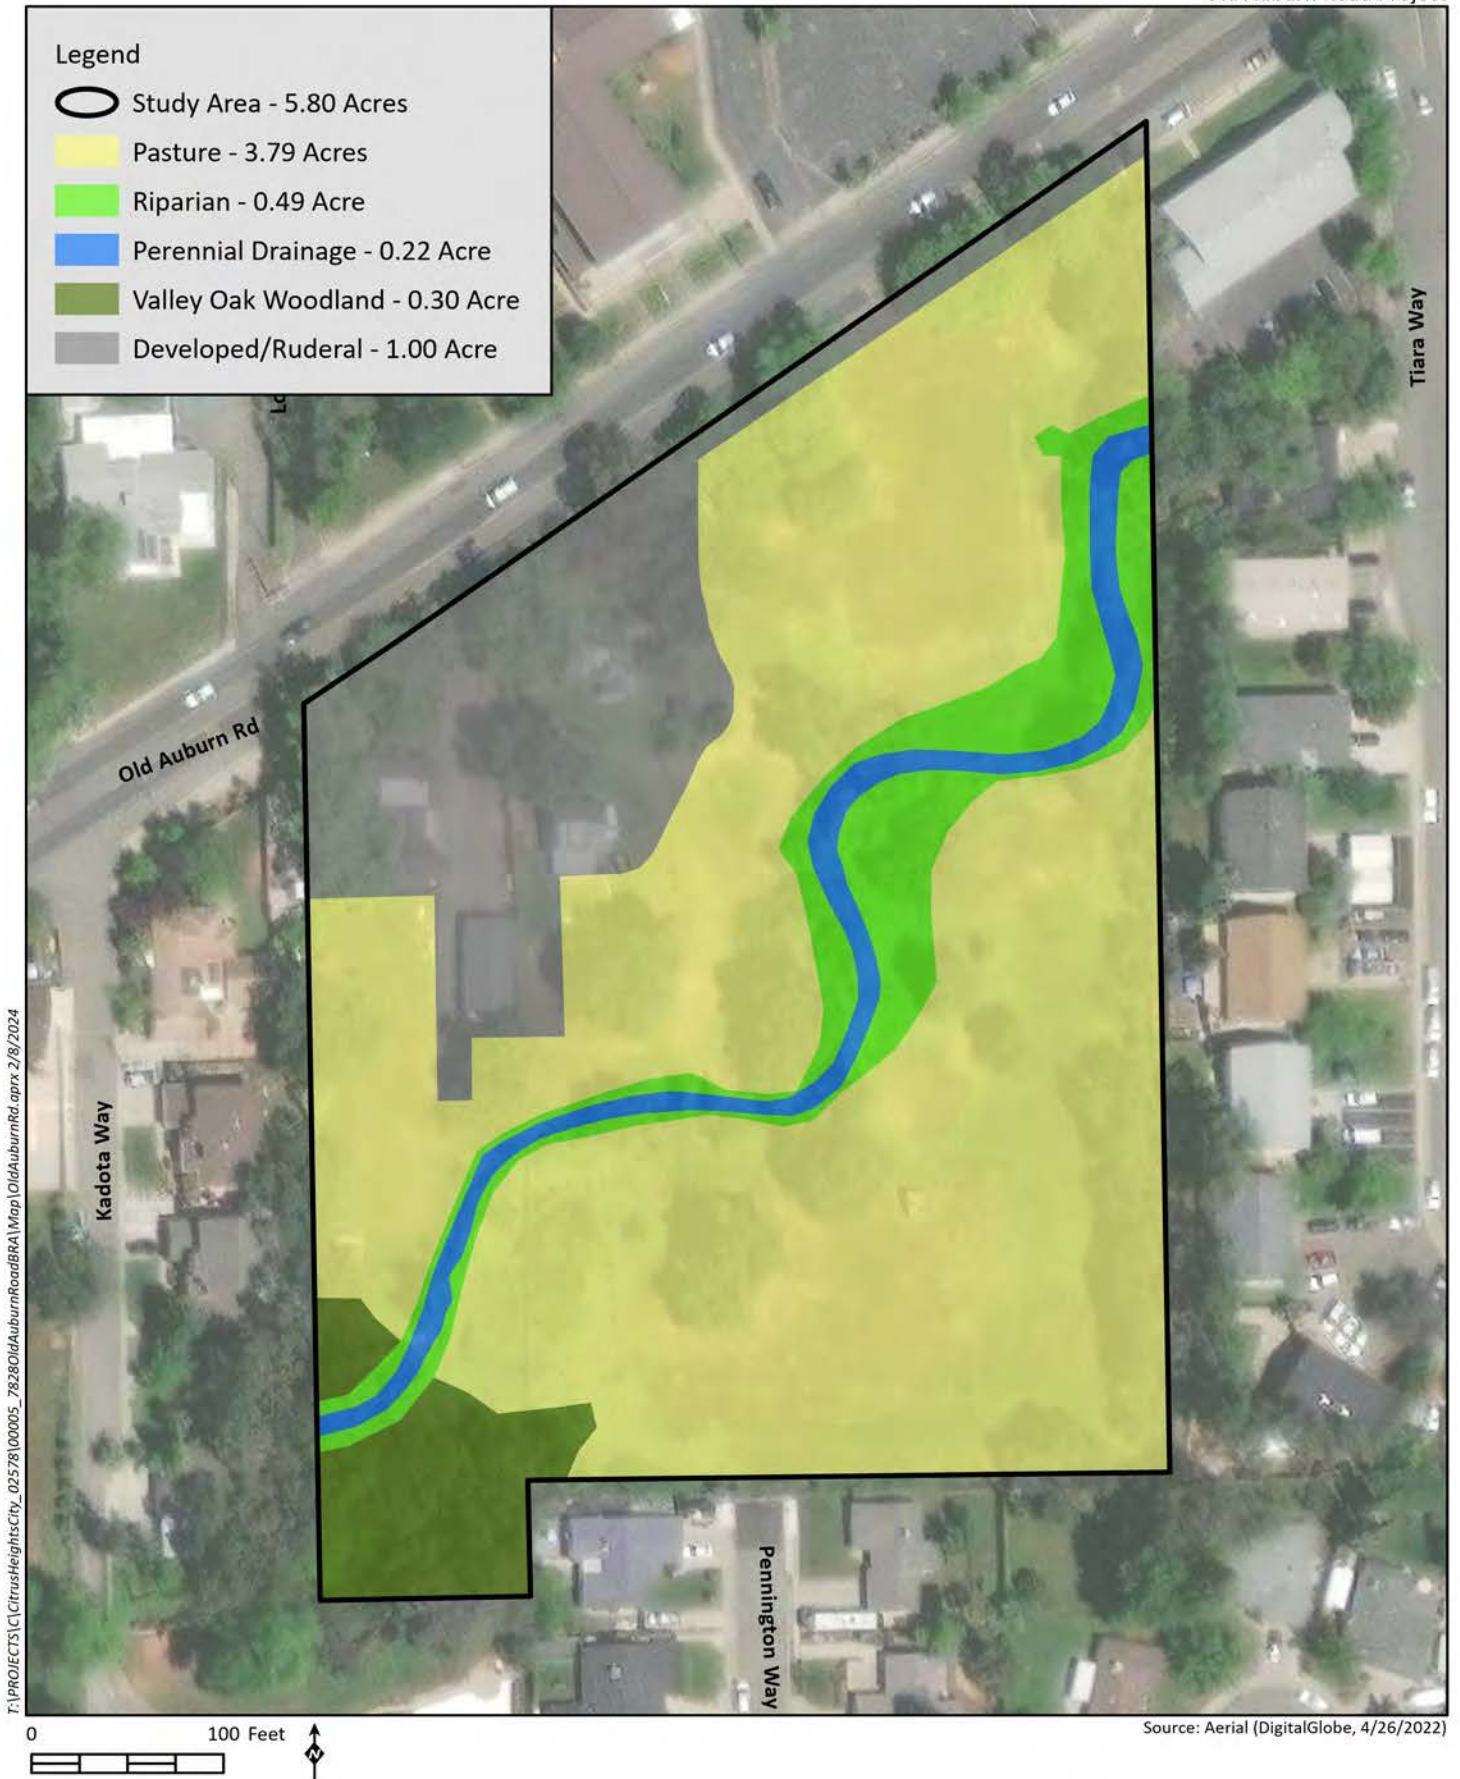 Legend
Study Area - 5.80 Acres
Pasture - 3.79 Acres
Riparian - 0.49 Acre
Perennial Drainage - 0.22 Acre
Valley Oak Woodland - 0.30 Acre
Developed/Ruderal - 1.00 Acre
Tiara Way
Old Auburn Rd
Kadota Way
Pennington Way
T:\PROJECTS\C\CitrusHeightsCity_02578\00005_7828OldAuburnRoadBRA\Map\OldAuburnRd.aprx 2/8/2024
0 100 Feet
N
Source: Aerial (DigitalGlobe, 4/26/2022)